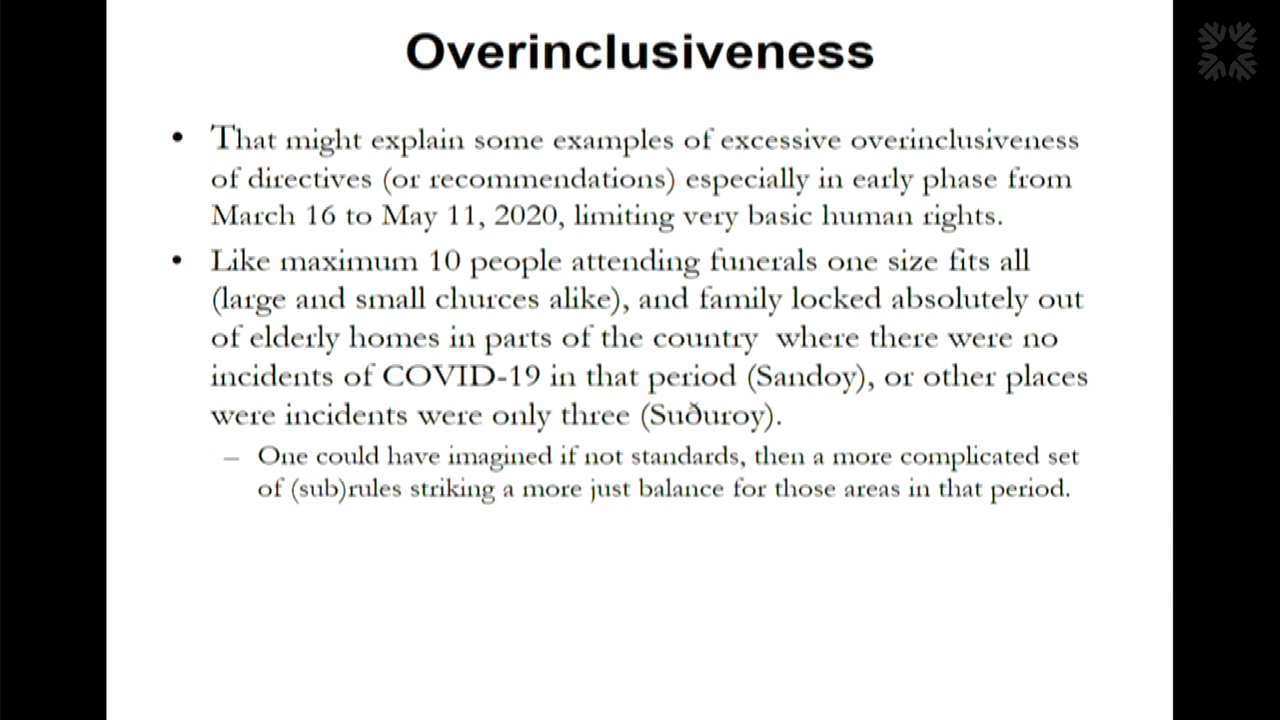 Overinclusiveness
• That might explain some examples of excessive overinclusiveness
of directives (or recommendations) especially in early phase from
March 16 to May 11, 2020, limiting very basic human rights.
• Like maximum 10 people attending funerals one size fits all
(large and small churces alike), and family locked absolutely out
of elderly homes in parts of the country where there were no
incidents of COVID-19 in that period (Sandoy), or other places
were incidents were only three (Suðuroy).
– One could have imagined if not standards, then a more complicated set
of (sub)rules striking a more just balance for those areas in that period.